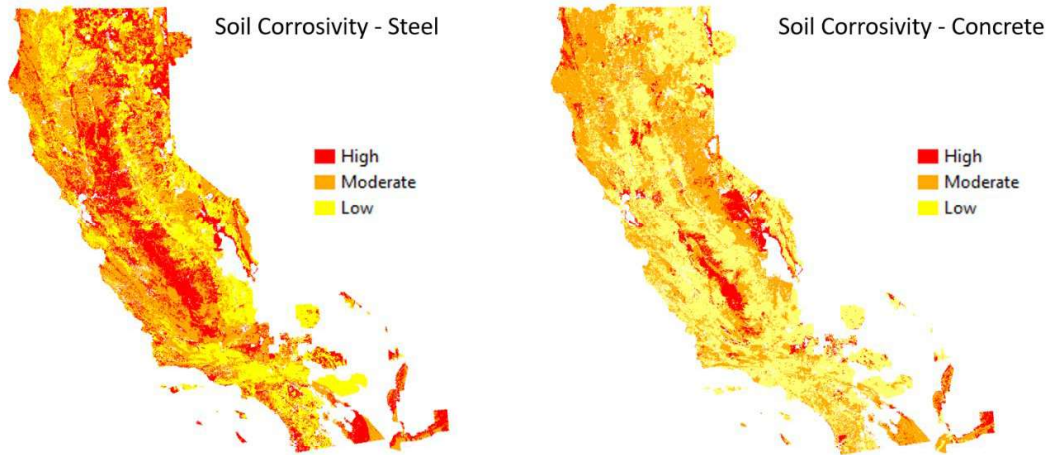 Soil Corrosivity - Steel
High
Moderate
Low
Soil Corrosivity - Concrete
High
Moderate
Low